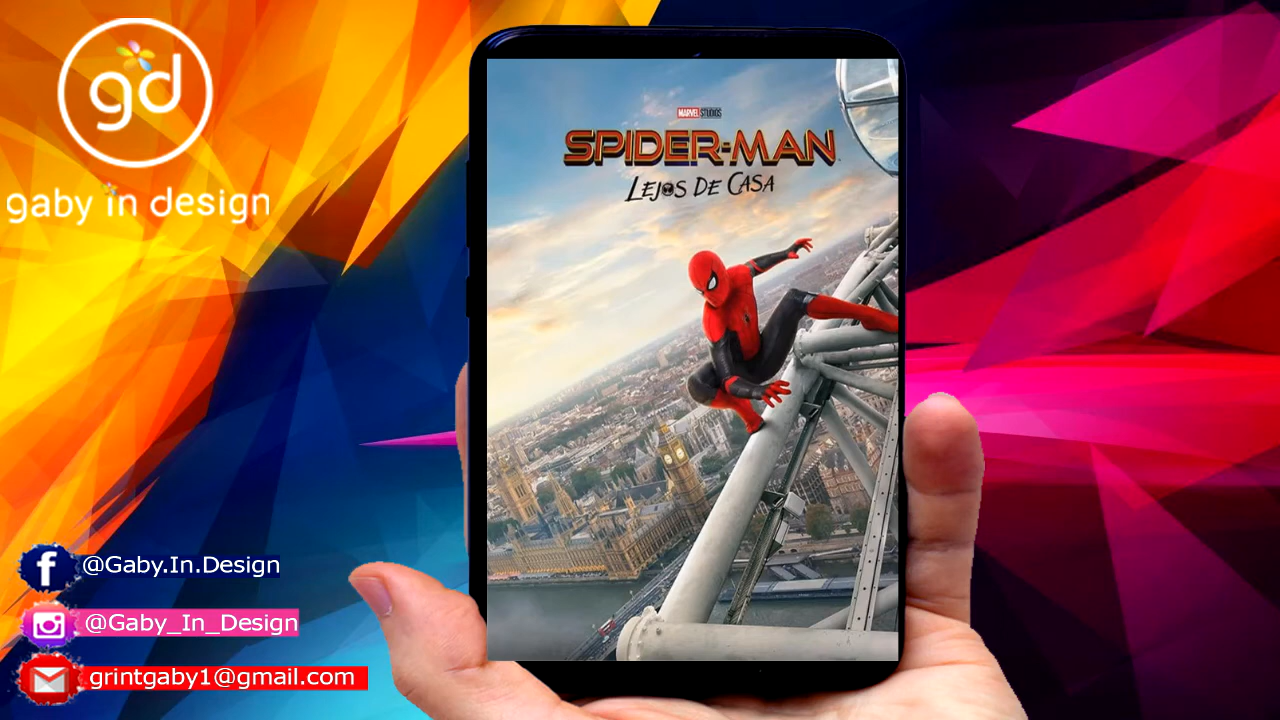 gd
gaby in design
MARVEL STUDIOS
SPIDER-MAN
LEJOS DE CASA
@Gaby.In.Design
@Gaby_In_Design
grintgaby1@gmail.com